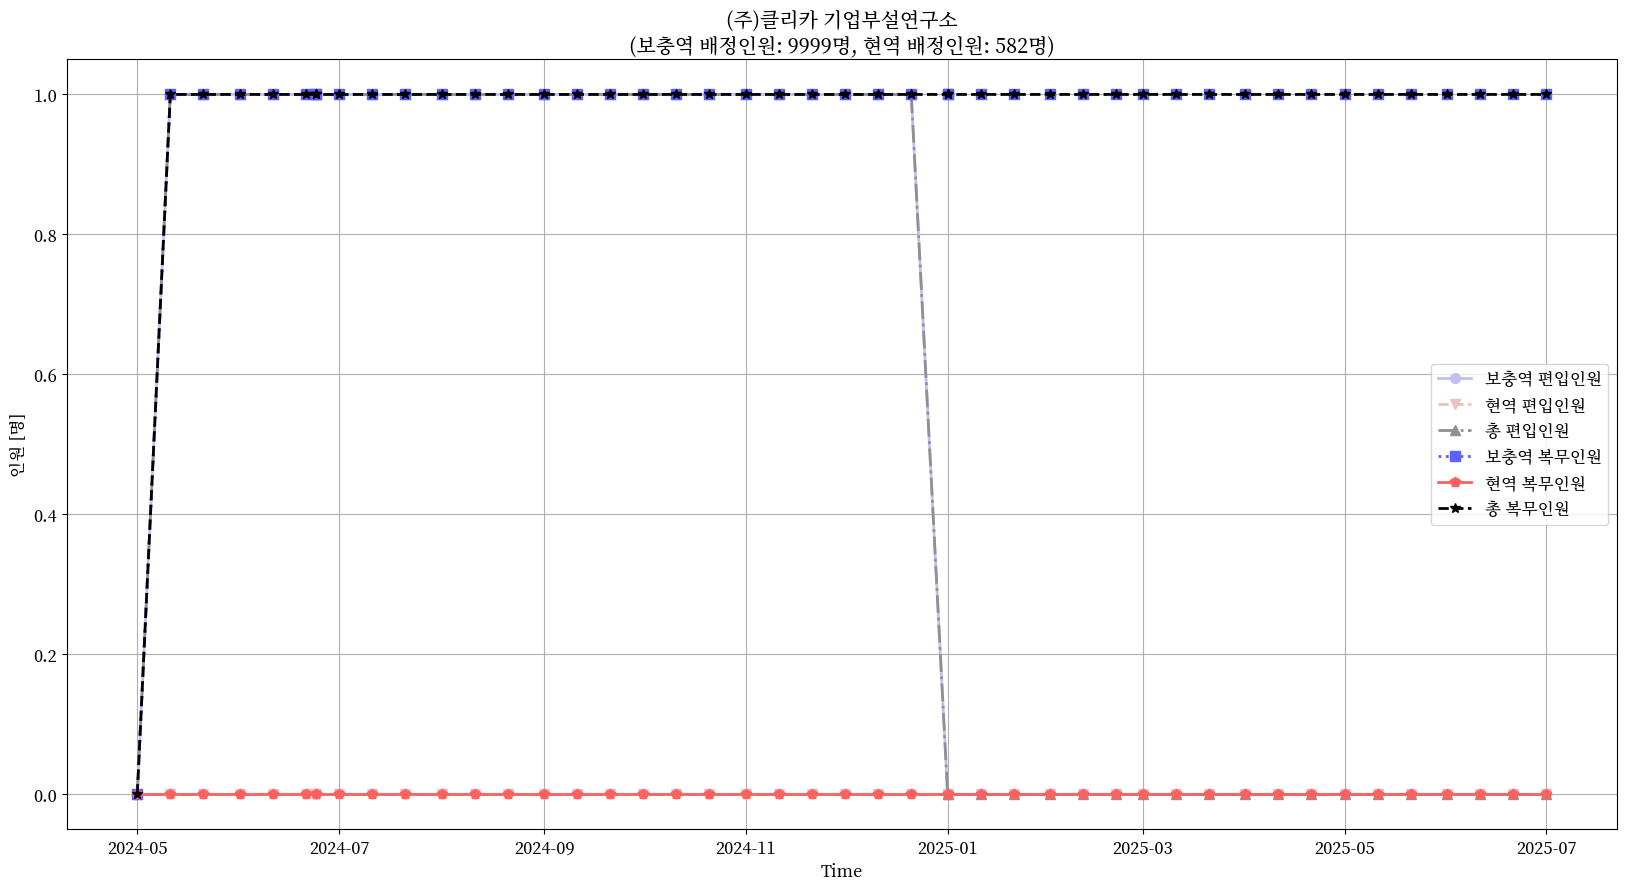 (주)클리카 기업부설연구소
(보충역 배정인원: 9999명, 현역 배정인원: 582명)
인원 [명]
1.0
0.8
0.6
0.4
0.2
0.0
보충역 편입인원
현역 편입인원
총 편입인원
보충역 복무인원
현역 복무인원
총 복무인원
2024-05 2024-07 2024-09 2024-11 2025-01 2025-03 2025-05 2025-07
Time